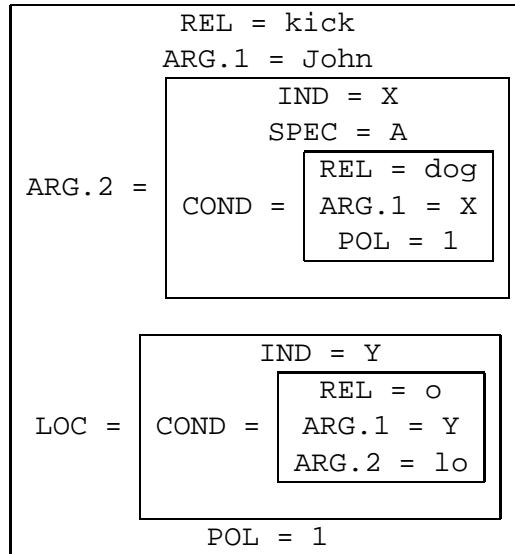 REL = kick
ARG.1 = John
IND = X
SPEC = A
REL = dog
ARG.2 =
COND = ARG.1 = X
POL = 1
IND = Y
REL = o
LOC = COND = ARG.1 = Y
ARG.2 = lo
POL = 1